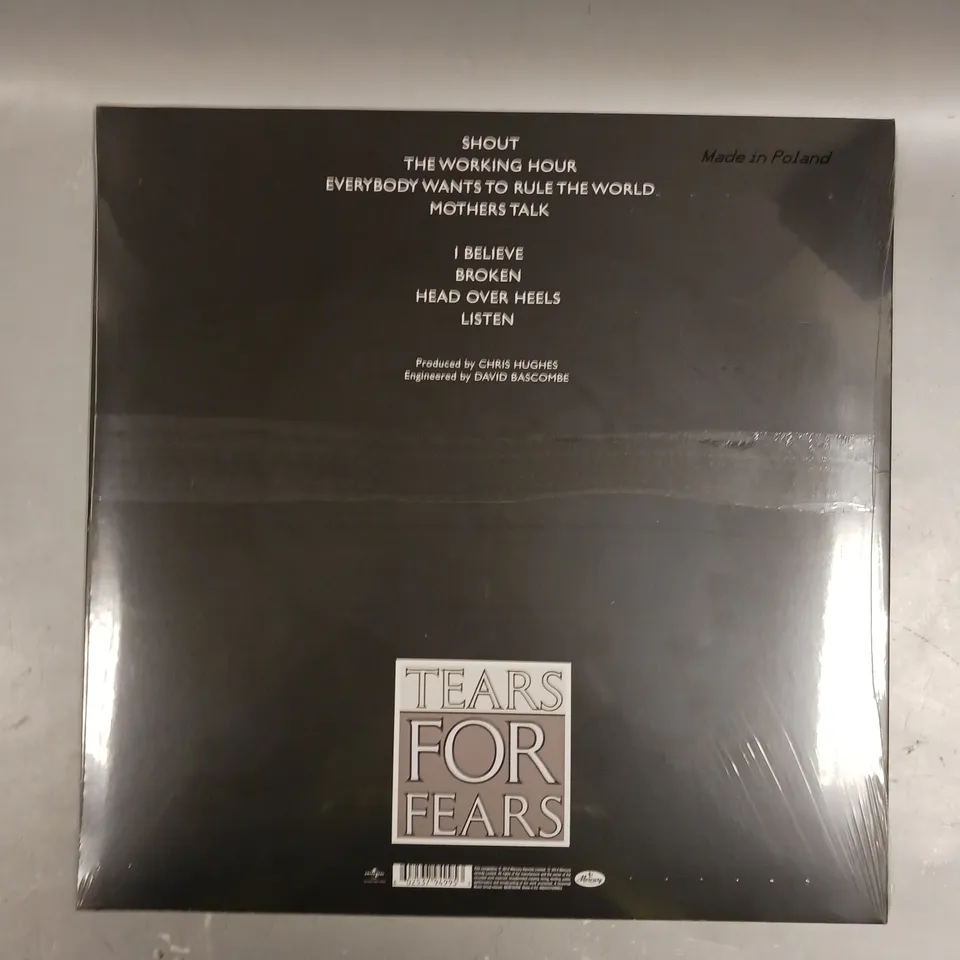 SHOUT
THE WORKING HOUR
EVERYBODY WANTS TO RULE THE WORLD
MOTHERS TALK
Made in Poland
I BELIEVE
BROKEN
HEAD OVER HEELS
LISTEN
Produced by CHRIS HUGHES
Engineered by DAVID BASCOMBE
TEARS
FOR
FEARS
Mercury